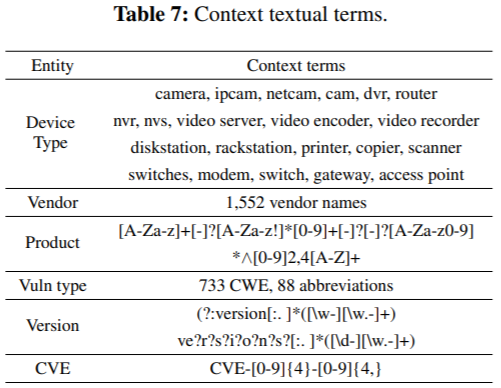 Table 7: Context textual terms.
Entity Context terms
camera, ipcam, netcam, cam, dvr, router
Device Type
nvr, nvs, video server, video encoder, video recorder
diskstation, rackstation, printer, copier, scanner
switches, modem, switch, gateway, access point
Vendor 1,552 vendor names
Product
[A-Za-z]+[-]?[A-Za-z!]*[0-9]+[-]?[-]?[A-Za-z0-9]
*∧[0-9]2,4[A-Z]+
Vuln type 733 CWE, 88 abbreviations
Version
(?:version[:. ]*([\w-][\w.-]+)
ve?r?s?i?o?n?s?[:. ]*([\d-][\w.-]+)
CVE CVE-[0-9]{4}-[0-9]{4,}